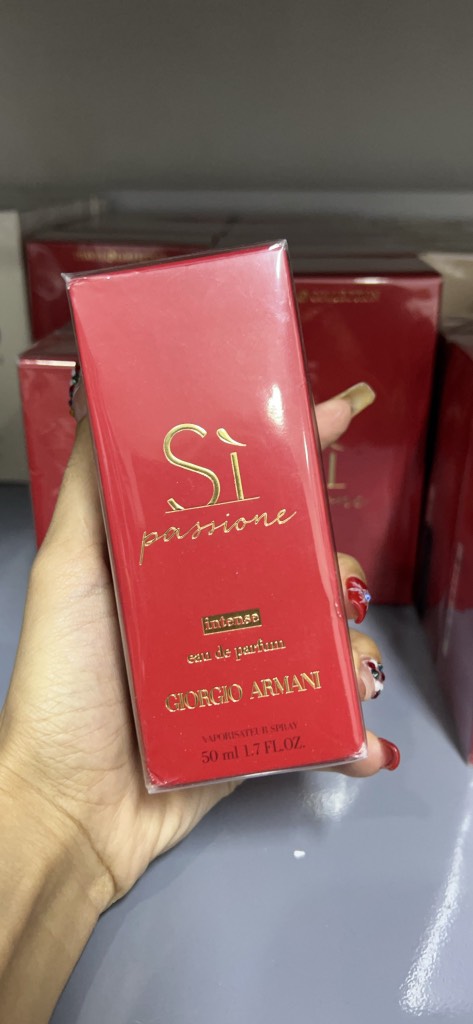 Sì
passione
intense
eau de parfum
GIORGIO ARMANI
VAPORISATEUR SPRAY
50 ml 1.7 FL.OZ.